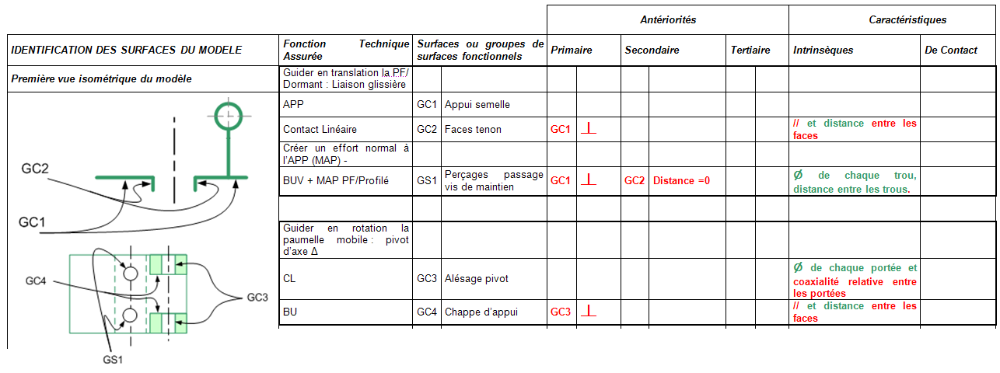 Antériorités
Caractéristiques
IDENTIFICATION DES SURFACES DU MODELE
Fonction Technique
Assurée
Surfaces ou groupes de
surfaces fonctionnels
Primaire
Secondaire
Tertiaire
Intrinsèques
De Contact
Première vue isométrique du modèle
Guider en translation la PF/
Dormant : Liaison glissière
APP
GC1
Appui semelle
Contact Linéaire
GC2
Faces tenon
GC1
⊥
// et distance entre les
faces
Créer un effort normal à
l’APP (MAP) -
BUV + MAP PF/Profilé
GS1
Perçages passage
vis de maintien
GC1
⊥
GC2
Distance =0
Ø de chaque trou,
distance entre les trous.
Guider en rotation la
paumelle mobile : pivot
d’axe Δ
CL
GC3
Alésage pivot
Ø de chaque portée et
coaxialité relative entre
les portées
BU
GC4
Chappe d’appui
GC3
⊥
// et distance entre les
faces
GC2
GC1
GC4
GC3
GS1